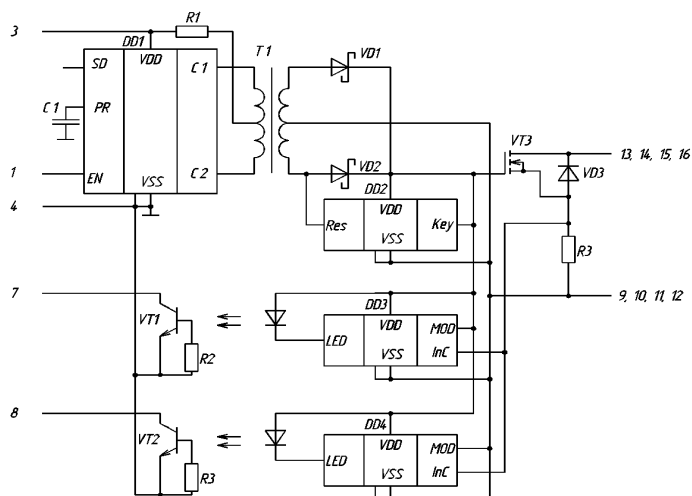 3
R1
DD1
T1
VD1
SD
VDD
C1
C1
PR
VT3
13, 14, 15, 16
1
EN
VSS
C2
VD2
VD3
DD2
4
Res
VDD
Key
VSS
R3
7
9, 10, 11, 12
DD3
VT1
VDD
MOD
LED
InC
VSS
R2
8
DD4
VT2
VDD
MOD
LED
InC
VSS
R3